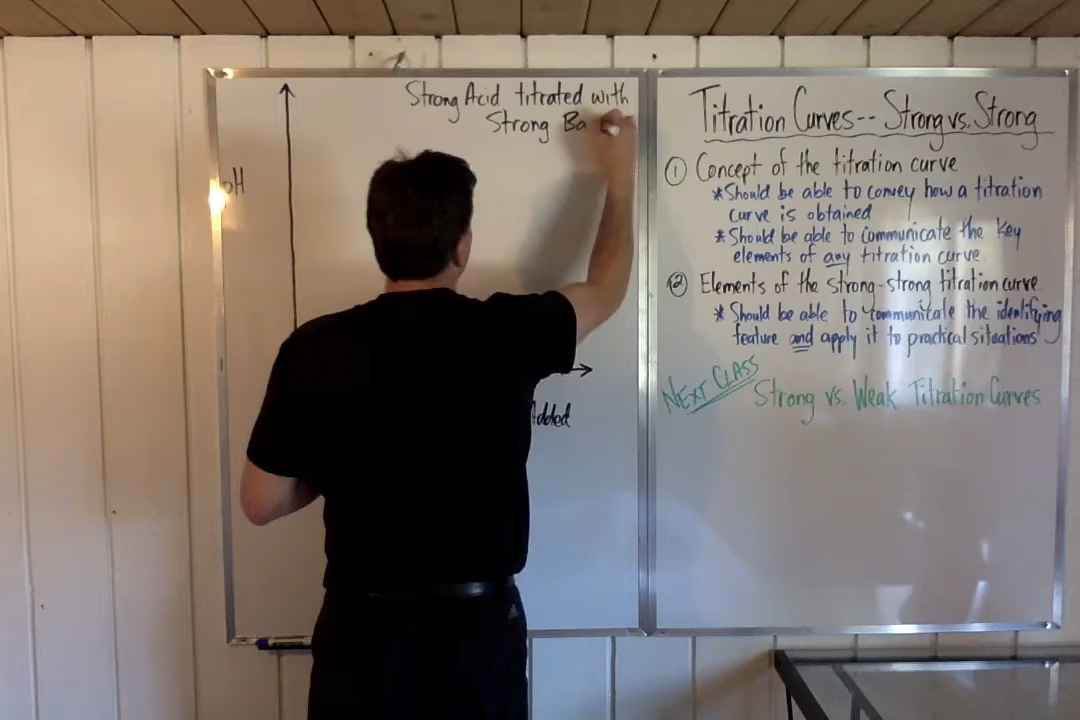 Strong Acid titrated with
Strong Ba
pH
Added
Titration Curves-- Strong vs. Strong
① Concept of the titration curve
*Should be able to convey how a titration
curve is obtained
*Should be able to communicate the key
elements of any titration curve
② Elements of the strong-strong titration curve
* Should be able to communicate the identifying
feature and apply it to practical situations
NEXT CLASS Strong vs. Weak Titration Curves